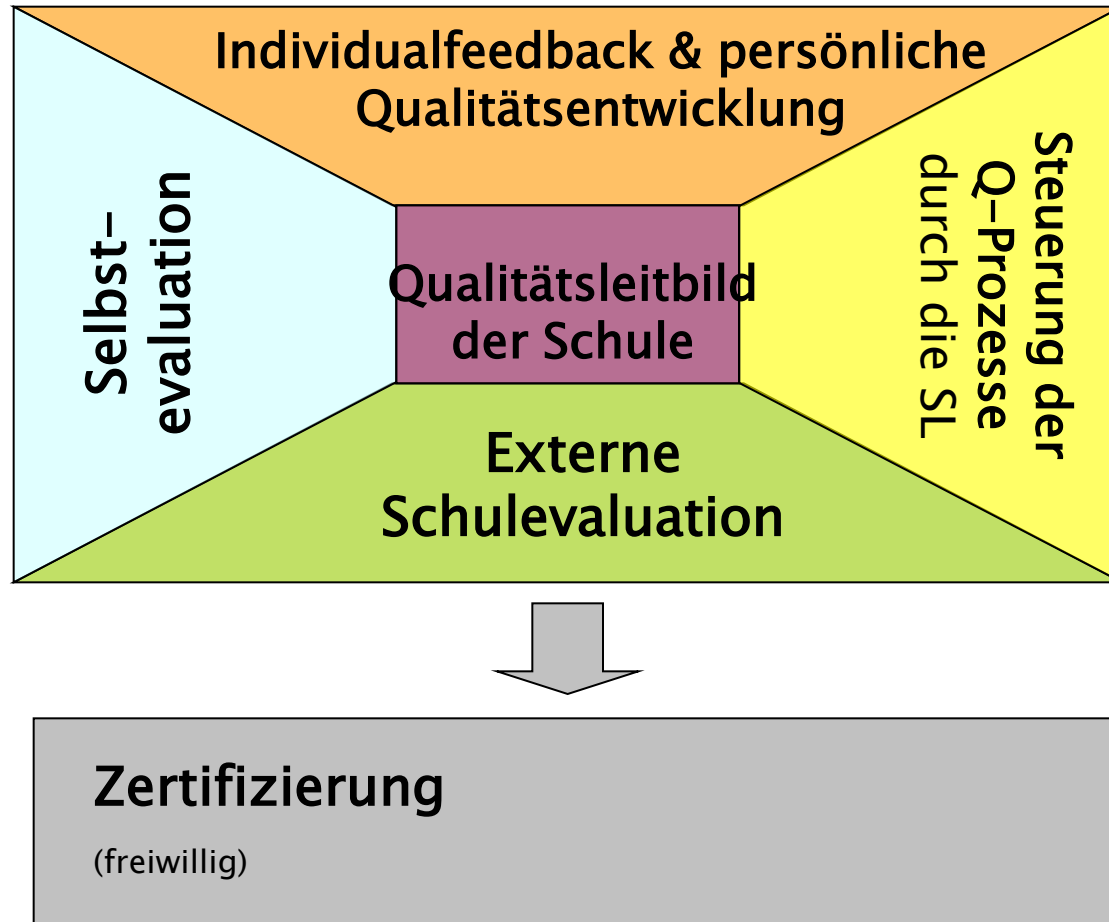 Individualfeedback & persönliche
Qualitätsentwicklung
Selbst-
evaluation
Qualitätsleitbild
der Schule
Steuerung der
Q-Prozesse
durch die SL
Externe
Schulevaluation
Zertifizierung
(freiwillig)